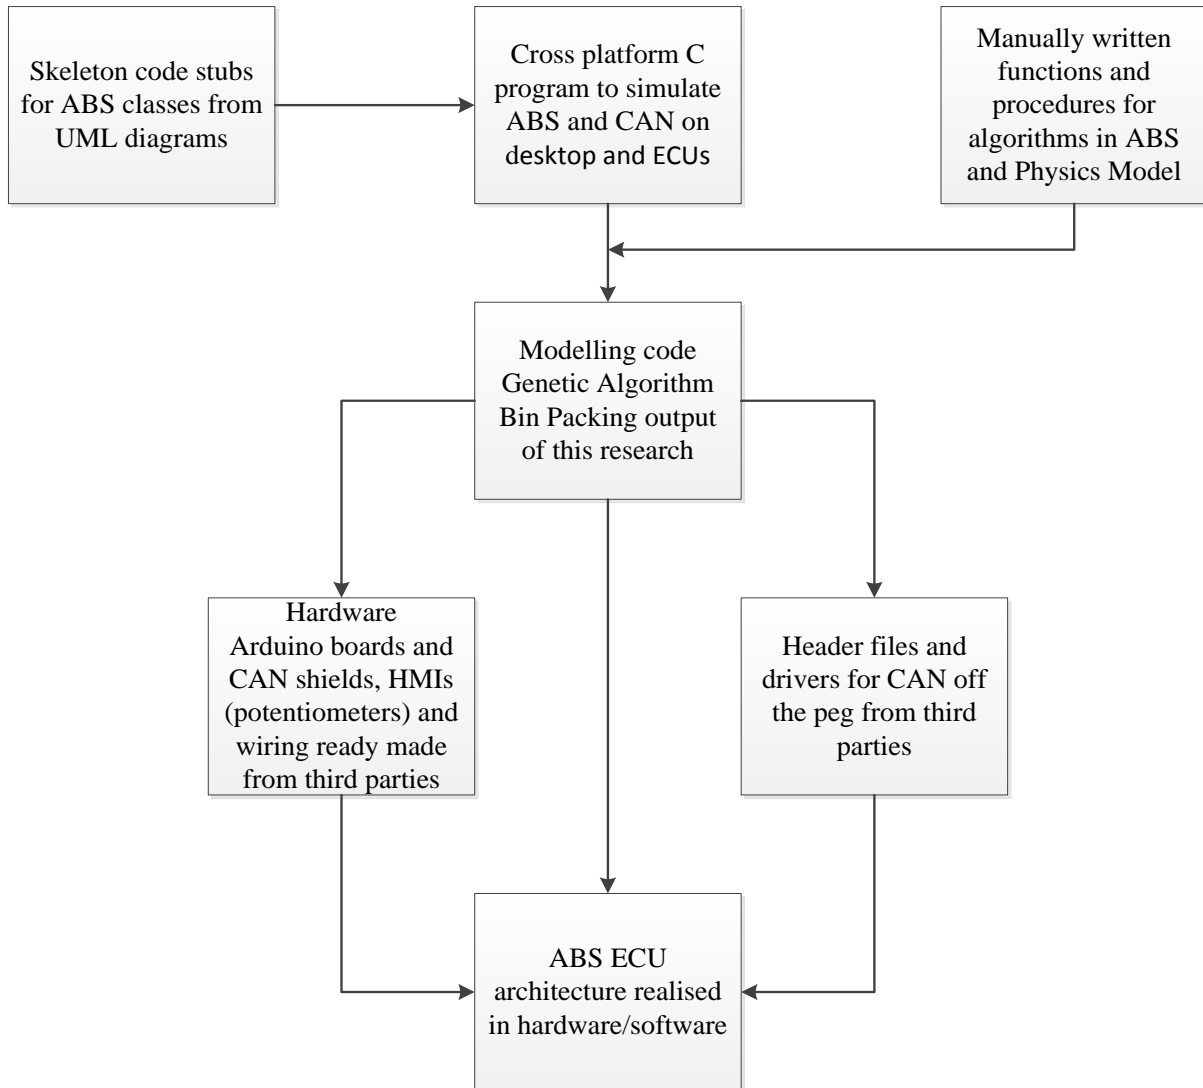 Skeleton code stubs
for ABS classes from
UML diagrams
Cross platform C
program to simulate
ABS and CAN on
desktop and ECUs
Manually written
functions and
procedures for
algorithms in ABS
and Physics Model
Modelling code
Genetic Algorithm
Bin Packing output
of this research
Hardware
Arduino boards and
CAN shields, HMIs
(potentiometers) and
wiring ready made
from third parties
Header files and
drivers for CAN off
the peg from third
parties
ABS ECU
architecture realised
in hardware/software